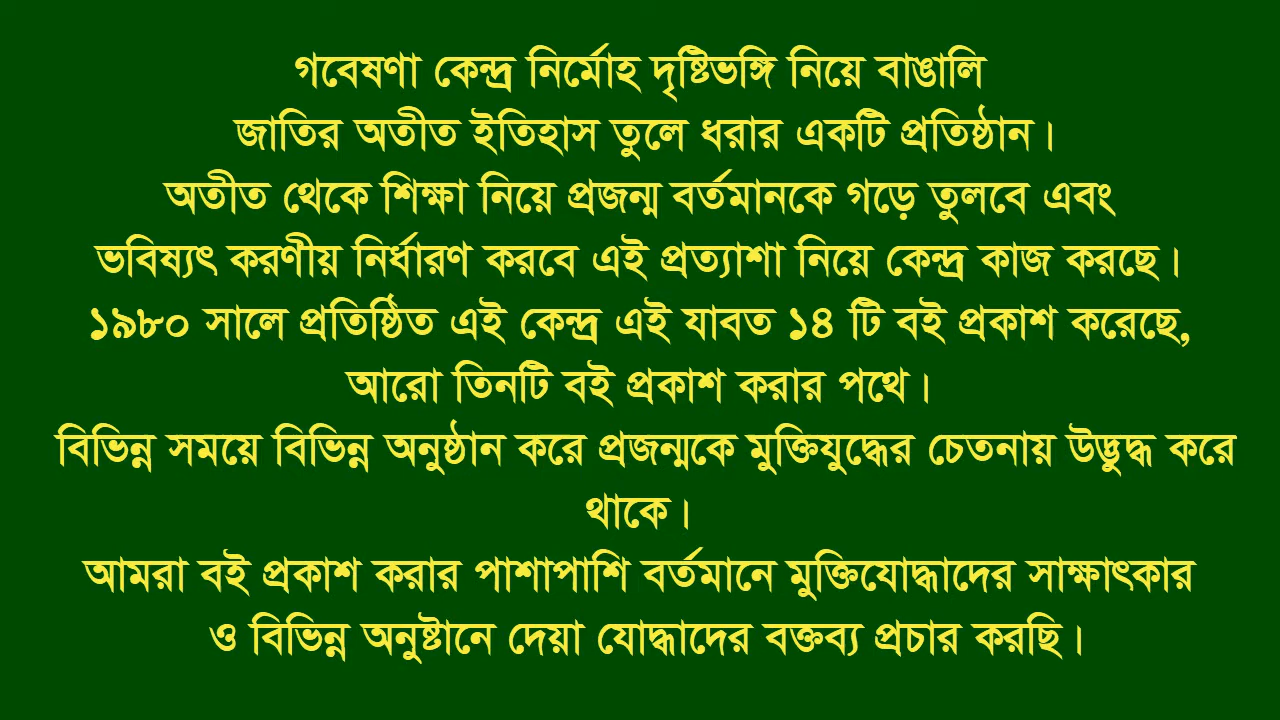 গবেষণা কেন্দ্র নির্মোহ দৃষ্টিভঙ্গি নিয়ে বাঙালি
জাতির অতীত ইতিহাস তুলে ধরার একটি প্রতিষ্ঠান।
অতীত থেকে শিক্ষা নিয়ে প্রজন্ম বর্তমানকে গড়ে তুলবে এবং
ভবিষ্যৎ করণীয় নির্ধারণ করবে এই প্রত্যাশা নিয়ে কেন্দ্র কাজ করছে।
১৯৮০ সালে প্রতিষ্ঠিত এই কেন্দ্র এই যাবত ১৪ টি বই প্রকাশ করেছে,
আরো তিনটি বই প্রকাশ করার পথে।
বিভিন্ন সময়ে বিভিন্ন অনুষ্ঠান করে প্রজন্মকে মুক্তিযুদ্ধের চেতনায় উদ্ভুদ্ধ করে
থাকে।
আমরা বই প্রকাশ করার পাশাপাশি বর্তমানে মুক্তিযোদ্ধাদের সাক্ষাৎকার
ও বিভিন্ন অনুষ্টানে দেয়া যোদ্ধাদের বক্তব্য প্রচার করছি।